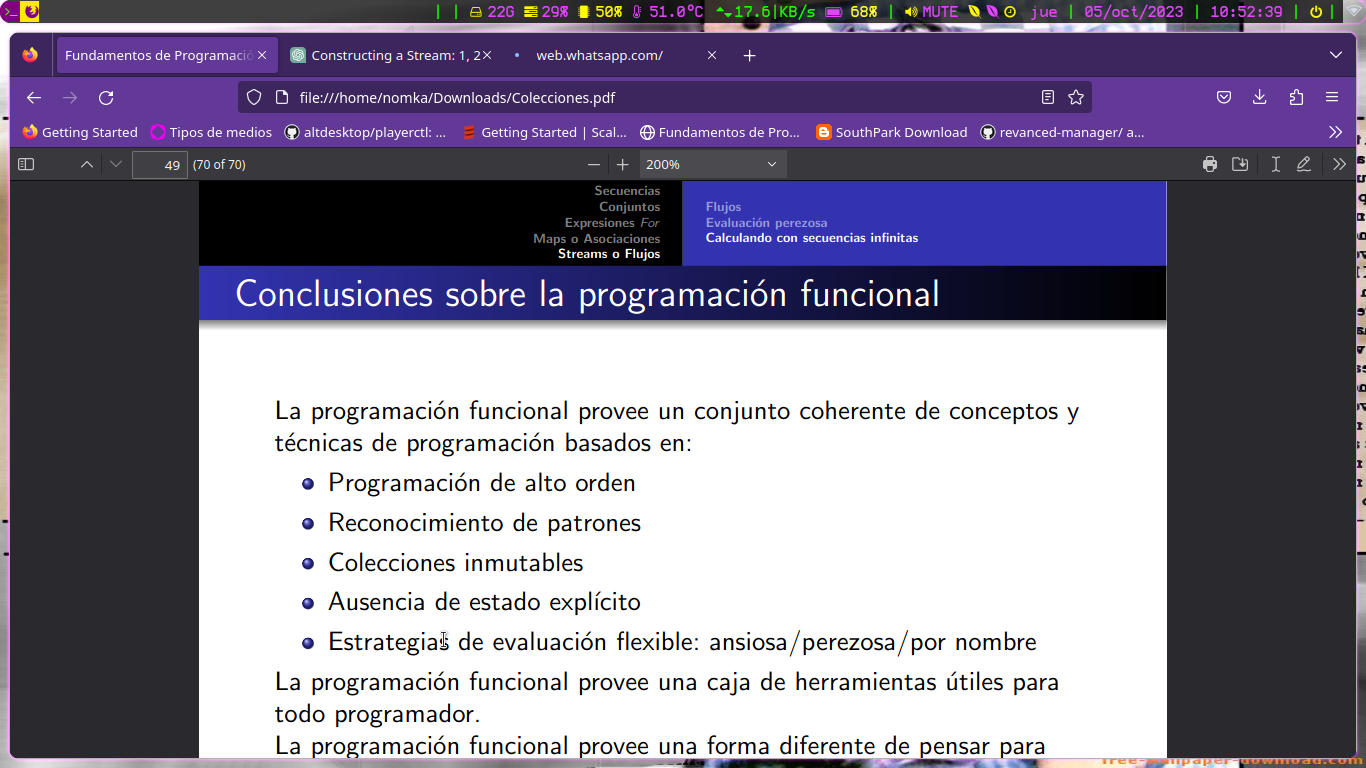 22G 29% 50% 51.0°C 17.6|KB/s 68% MUTE jue 05/oct/2023 10:52:39
Fundamentos de Programació
Constructing a Stream: 1, 2
web.whatsapp.com/
file:///home/nomka/Downloads/Colecciones.pdf
Getting Started
Tipos de medios
altdesktop/playerctl: ...
Getting Started | Scal...
Fundamentos de Pro...
SouthPark Download
revanced-manager/ a...
49 (70 of 70)
200%
Secuencias
Conjuntos
Expresiones For
Maps o Asociaciones
Streams o Flujos
Flujos
Evaluación perezosa
Calculando con secuencias infinitas
Conclusiones sobre la programación funcional
La programación funcional provee un conjunto coherente de conceptos y
técnicas de programación basados en:
Programación de alto orden
Reconocimiento de patrones
Colecciones inmutables
Ausencia de estado explícito
Estrategias de evaluación flexible: ansiosa/perezosa/por nombre
La programación funcional provee una caja de herramientas útiles para
todo programador.
La programación funcional provee una forma diferente de pensar para